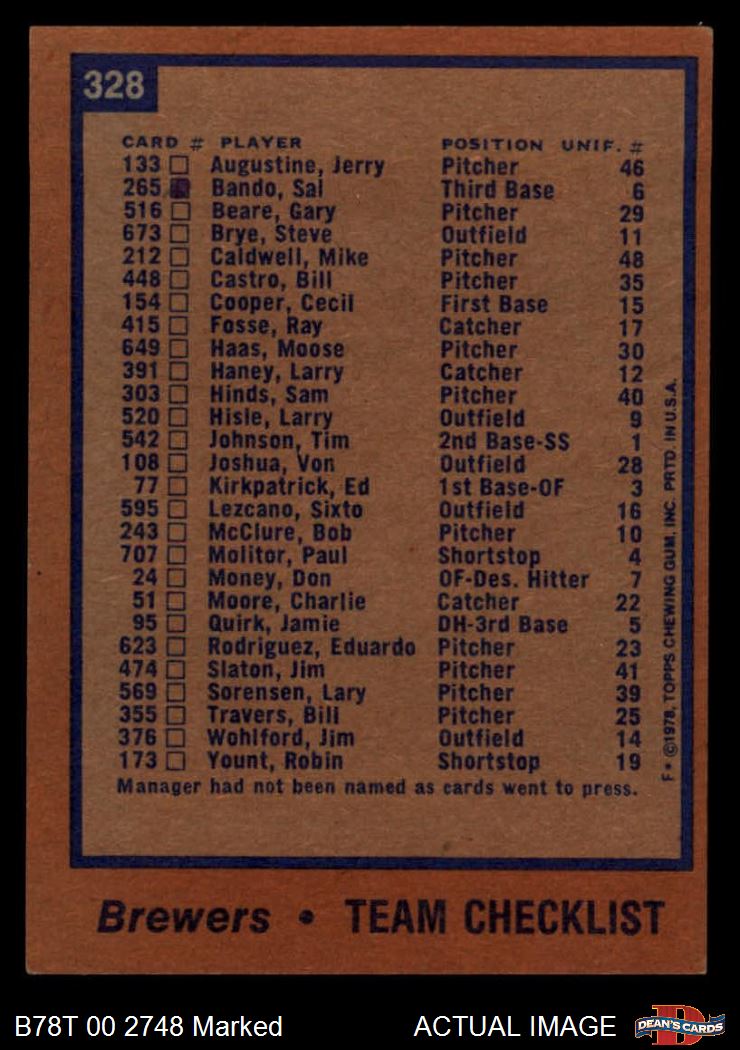 328
CARD # PLAYER POSITION UNIF. #
133 Augustine, Jerry Pitcher 46
265 Bando, Sal Third Base 6
516 Beare, Gary Pitcher 29
673 Brye, Steve Outfield 11
212 Caldwell, Mike Pitcher 48
448 Castro, Bill Pitcher 35
154 Cooper, Cecil First Base 15
415 Fosse, Ray Catcher 17
649 Haas, Moose Pitcher 30
391 Haney, Larry Catcher 12
303 Hinds, Sam Pitcher 40
520 Hisle, Larry Outfield 9
542 Johnson, Tim 2nd Base-SS 1
108 Joshua, Von Outfield 28
77 Kirkpatrick, Ed 1st Base-OF 3
595 Lezcano, Sixto Outfield 16
243 McClure, Bob Pitcher 10
707 Molitor, Paul Shortstop 4
24 Money, Don OF-Des. Hitter 7
51 Moore, Charlie Catcher 22
95 Quirk, Jamie DH-3rd Base 5
623 Rodriguez, Eduardo Pitcher 23
474 Slaton, Jim Pitcher 41
569 Sorensen, Lary Pitcher 39
355 Travers, Bill Pitcher 25
376 Wohlford, Jim Outfield 14
173 Yount, Robin Shortstop 19
Manager had not been named as cards went to press.
F* ©1978, TOPPS CHEWING GUM, INC. PRTD. IN U.S.A.
Brewers • TEAM CHECKLIST
B78T 00 2748 Marked ACTUAL IMAGE
D
DEAN'S CARDS